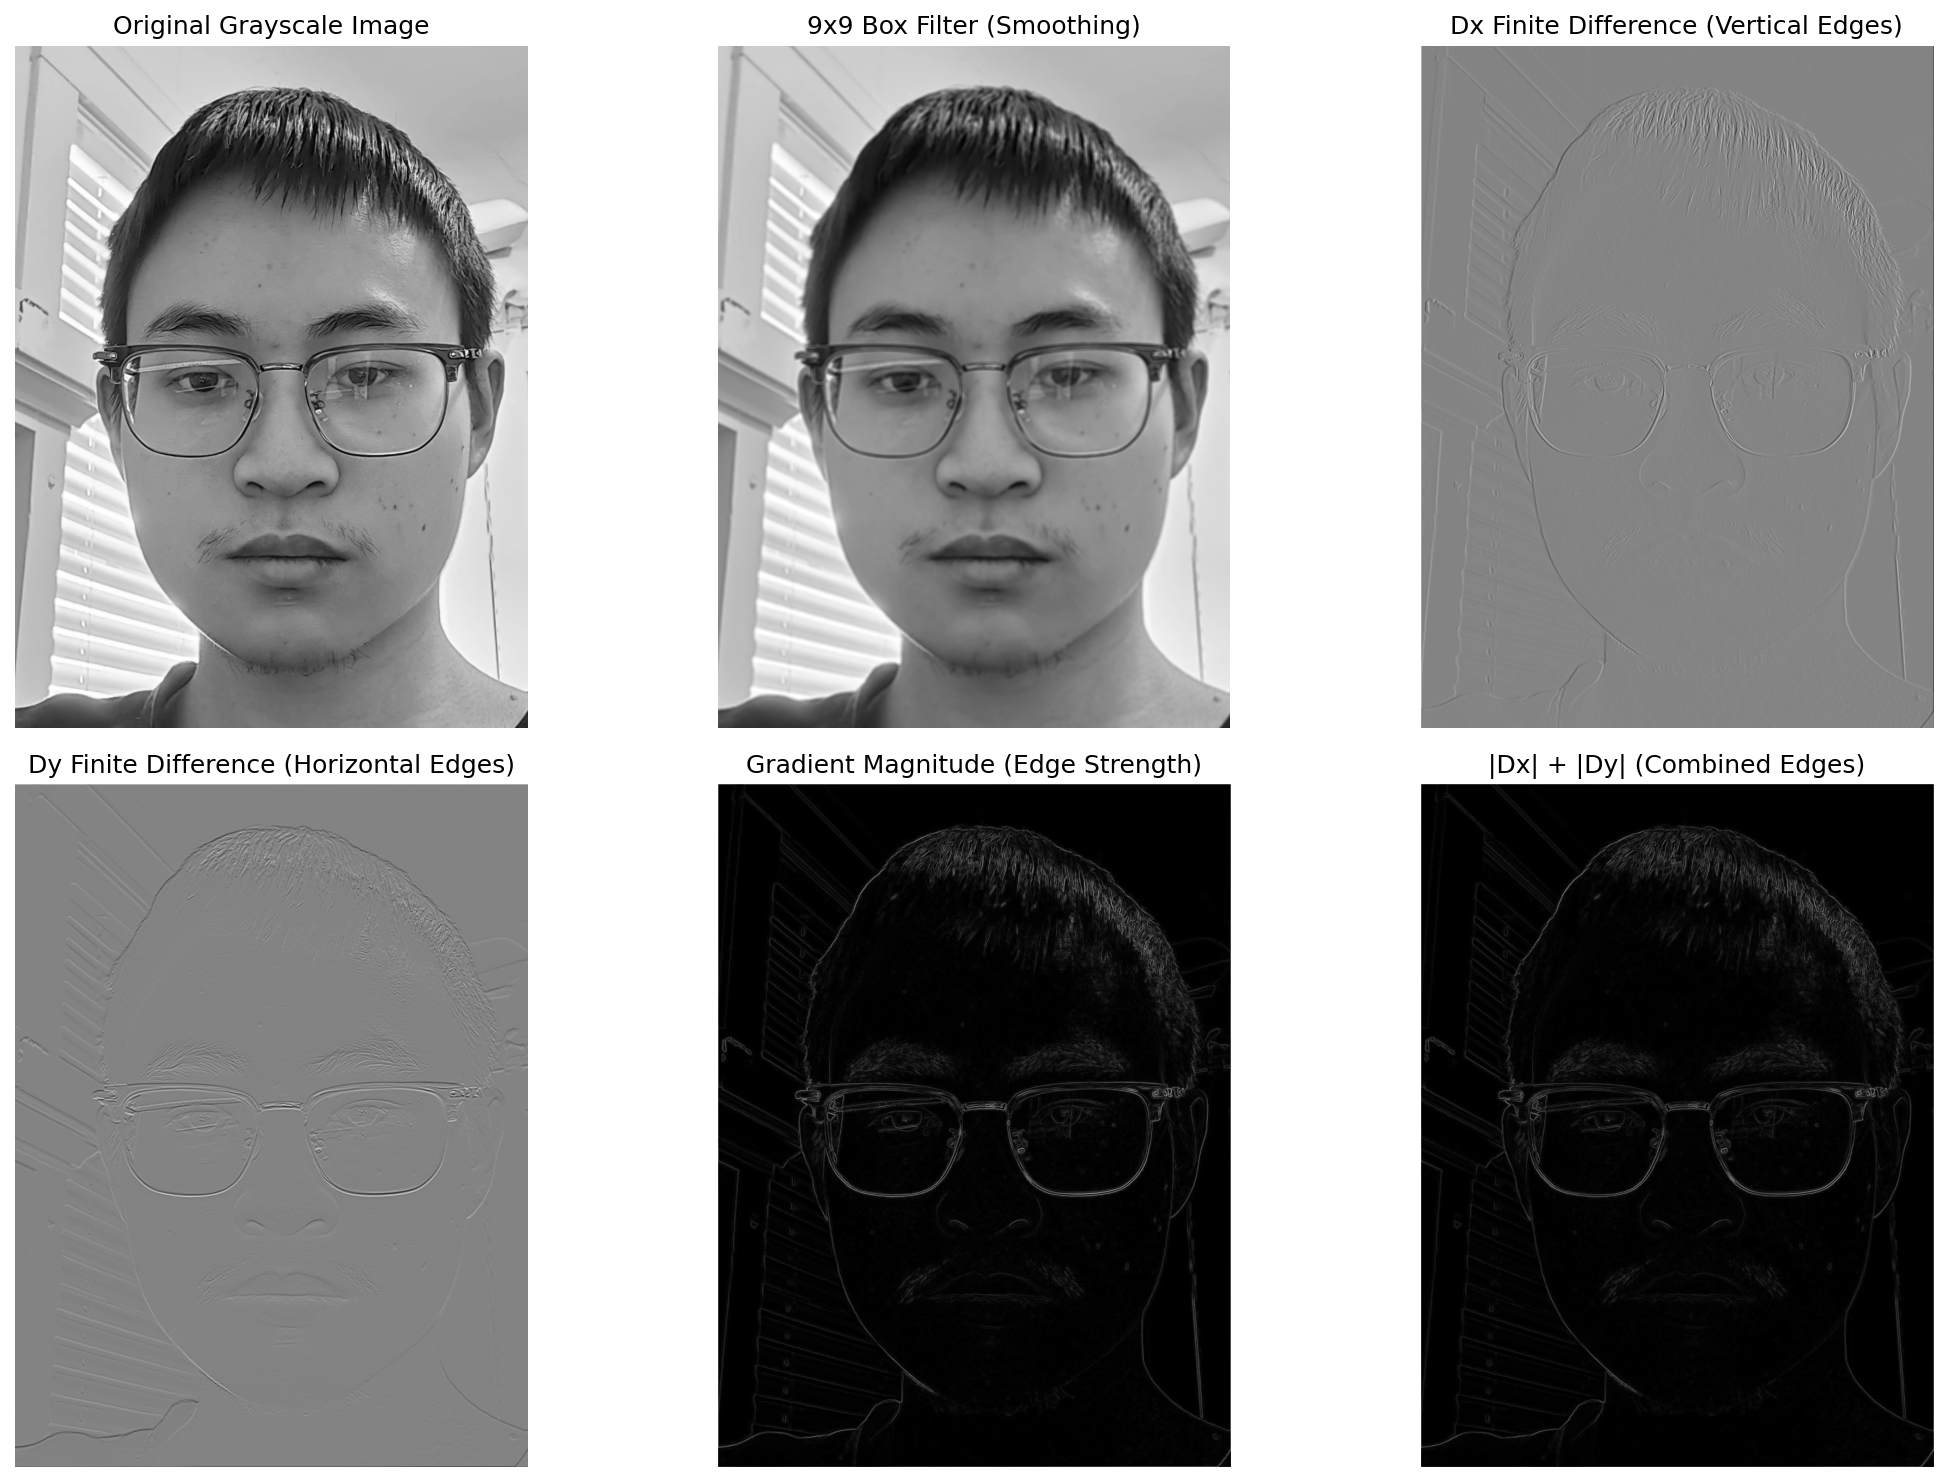 Original Grayscale Image
9x9 Box Filter (Smoothing)
Dx Finite Difference (Vertical Edges)
Dy Finite Difference (Horizontal Edges)
Gradient Magnitude (Edge Strength)
|Dx| + |Dy| (Combined Edges)